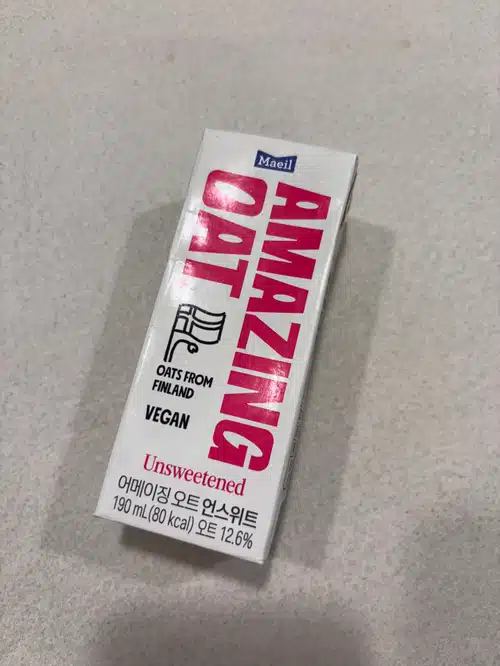 Maeil
AMAZING
OAT
OATS FROM
FINLAND
VEGAN
Unsweetened
어메이징 오트 언스위트
190 mL(80 kcal) 오트 12.6%